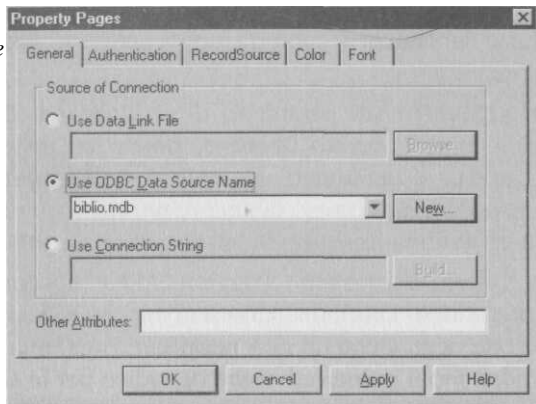 Property Pages
e
General Authentication RecordSource Color Font
Source of Connection
Use Data Link File
Browse...
Use ODBC Data Source Name
biblio.mdb New...
Use Connection String
Build...
Other Attributes:
OK Cancel Apply Help